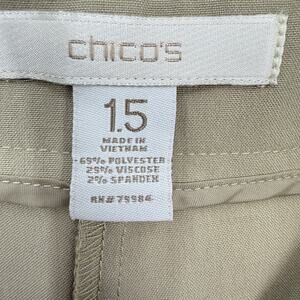 chico's
1.5
MADE IN
VIETNAM
69% POLYESTER
29% VISCOSE
2% SPANDEX
RN# 79984